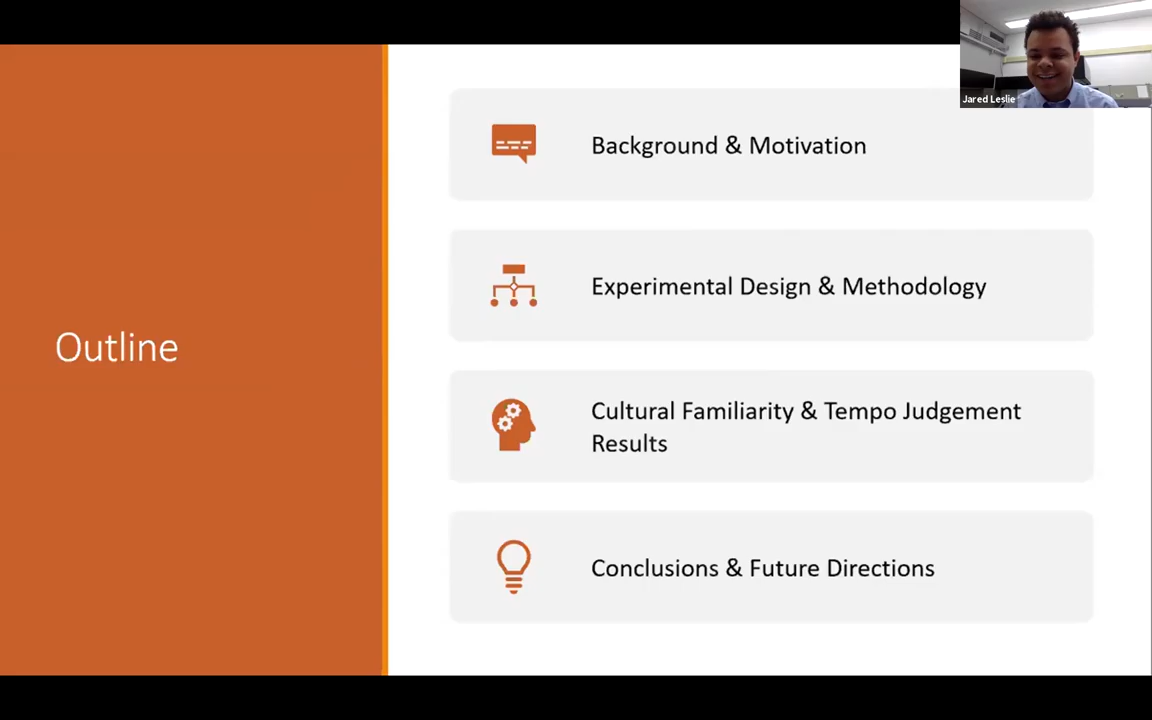 Jared Leslie
Background & Motivation
Experimental Design & Methodology
Outline
Cultural Familiarity & Tempo Judgement
Results
Conclusions & Future Directions